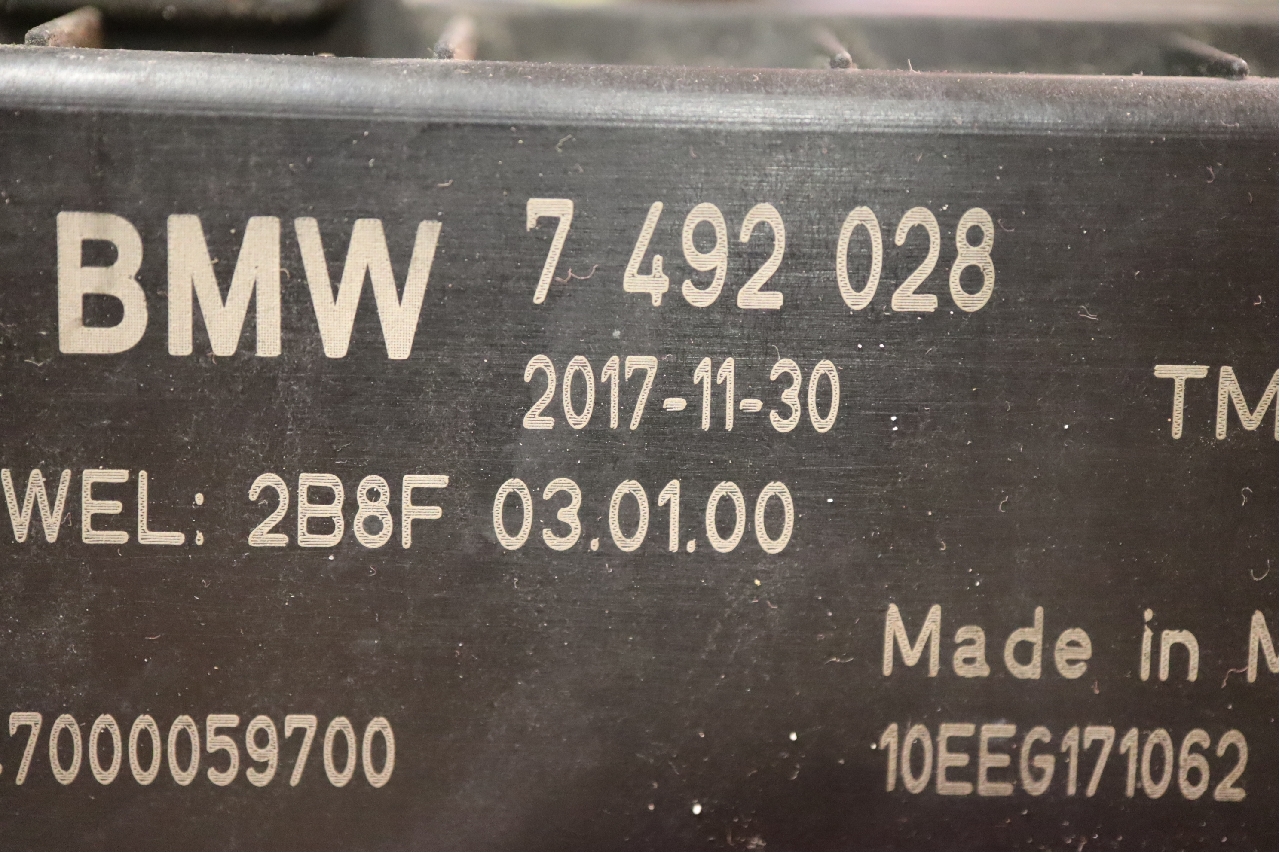 BMW 7 492 028
2017-11-30
TM
WEL: 2B8F 03.01.00
Made in
7000059700
10EEG171062